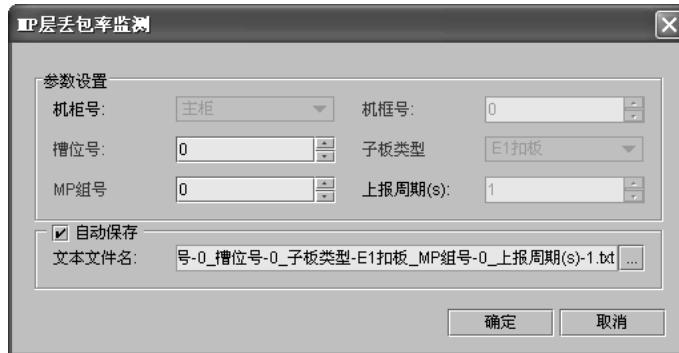 MP层丢包率监测
参数设置
机柜号: 主柜 机框号: 0
槽位号: 0 子板类型 E1扣板
MP组号 0 上报周期(s): 1
自动保存
文本文件名: 号-0_槽位号-0_子板类型-E1扣板_MP组号-0_上报周期(s)-1.txt ...
确定 取消